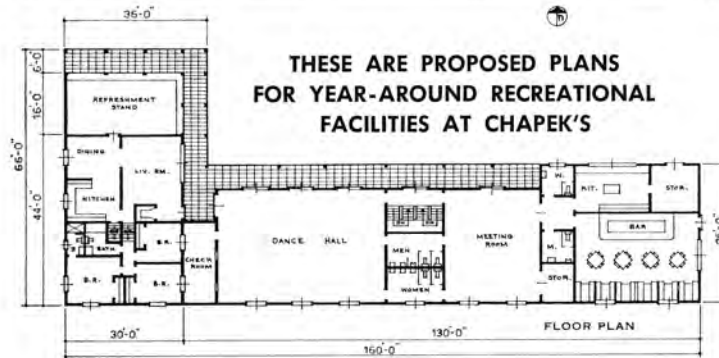 36'-0"
n
THESE ARE PROPOSED PLANS
FOR YEAR-AROUND RECREATIONAL
FACILITIES AT CHAPEK'S
6'-0"
16'-0"
66'-0"
44'-0"
REFRESHMENT
STAND
DINING
LIV. RM.
KITCHEN
BATH
B.R.
B.R.
B.R.
CHECK
ROOM
DANCE HALL
MEN
WOMEN
MEETING
ROOM
W.
M.
STOR.
KIT.
STOR.
BAR
30'-0"
130'-0"
FLOOR PLAN
160'-0"